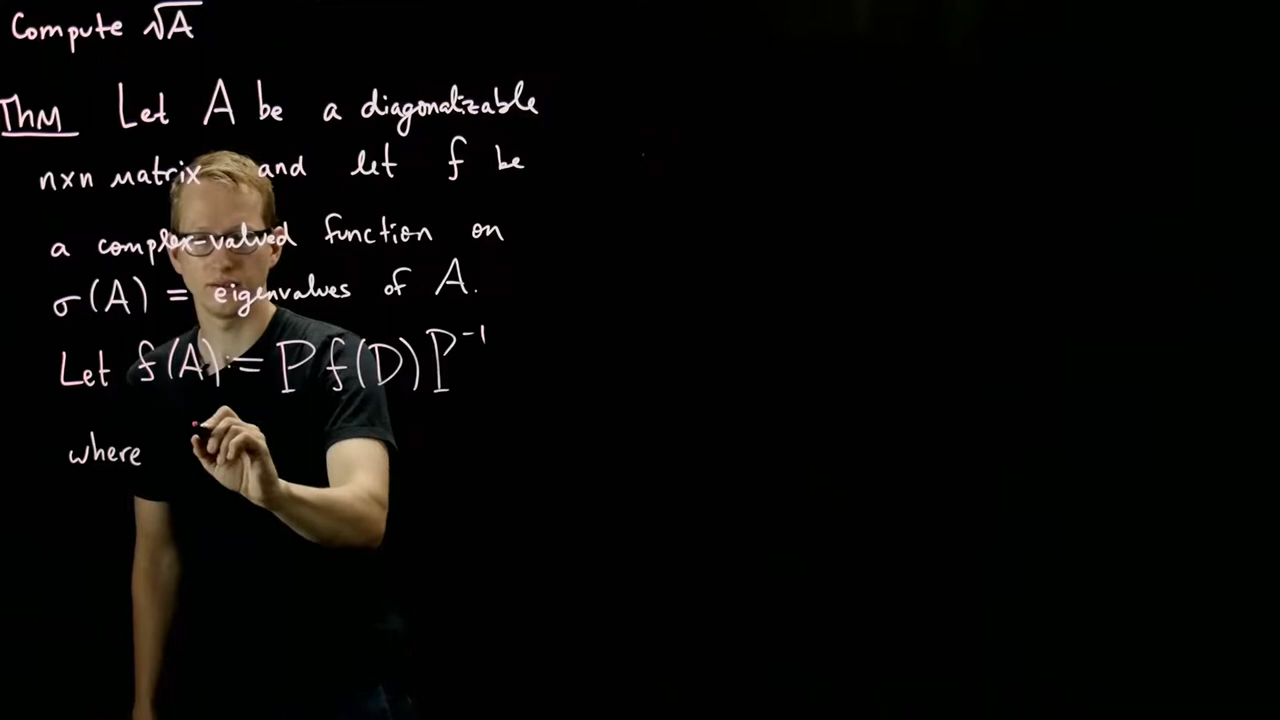 Compute √A
Thm Let A be a diagonalizable
n×n matrix and let f be
a complex-valued function on
σ(A) = eigenvalues of A.
Let f(A) := P f(D) P⁻¹
where